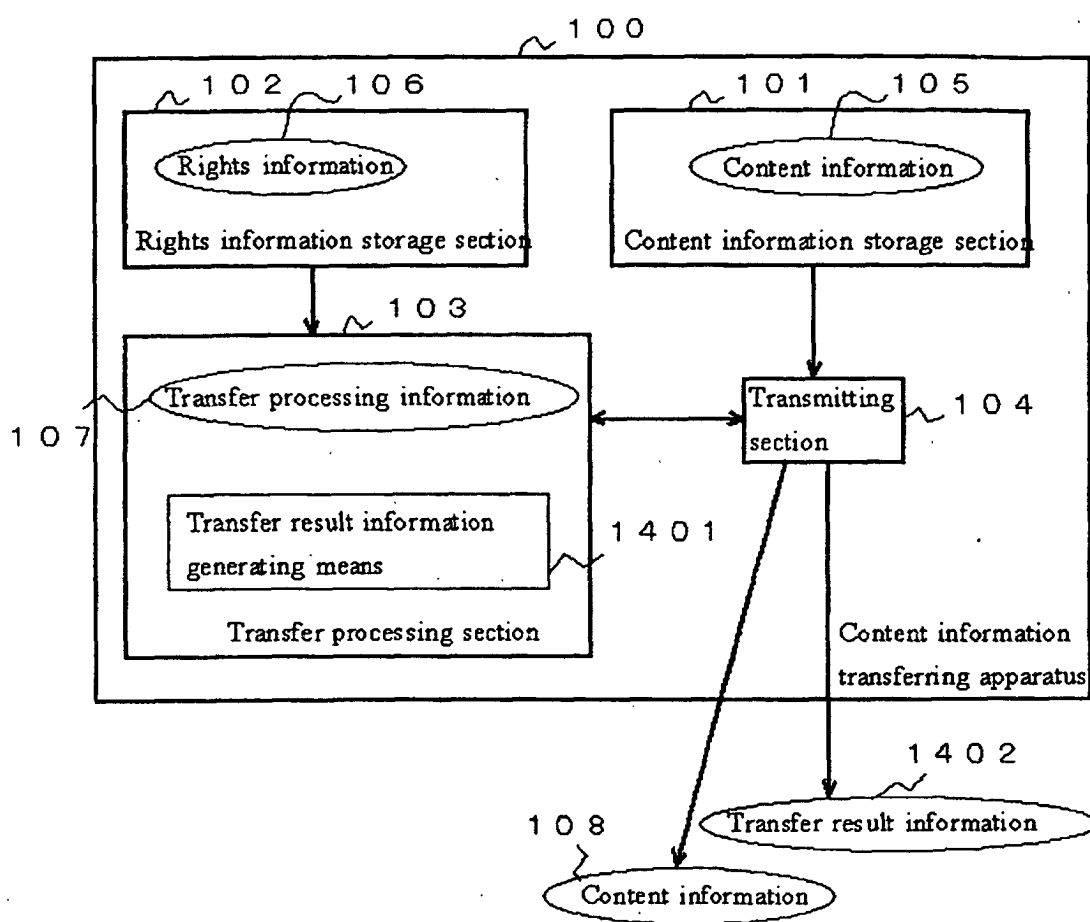 100
102
106
101
105
Rights information
Content information
Rights information storage section
Content information storage section
103
Transfer processing information
Transmitting
section
104
107
Transfer result information
generating means
1401
Transfer processing section
Content information
transferring apparatus
1402
Transfer result information
108
Content information